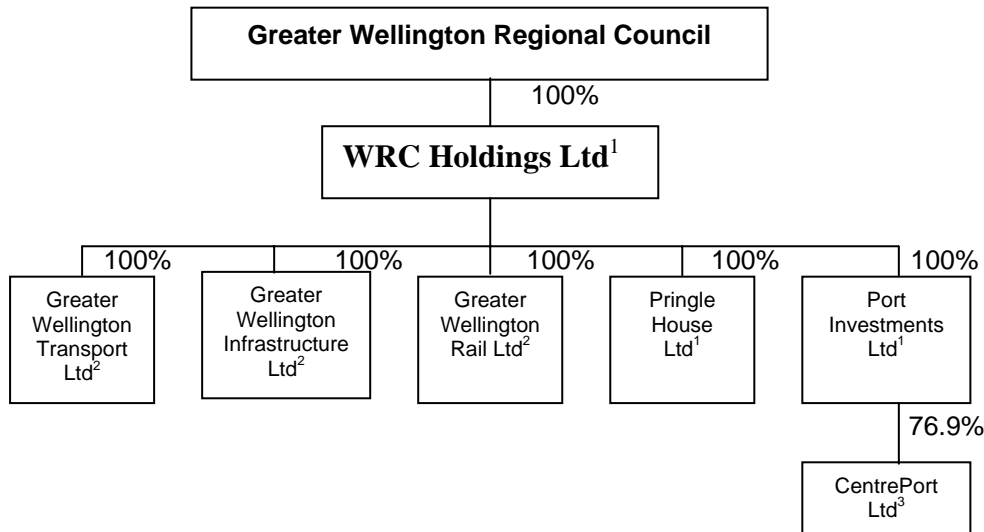 Greater Wellington Regional Council
100%
WRC Holdings Ltd¹
100% 100% 100% 100% 100%
Greater
Wellington
Transport
Ltd²
Greater
Wellington
Infrastructure
Ltd²
Greater
Wellington
Rail Ltd²
Pringle
House
Ltd¹
Port
Investments
Ltd¹
76.9%
CentrePort
Ltd³